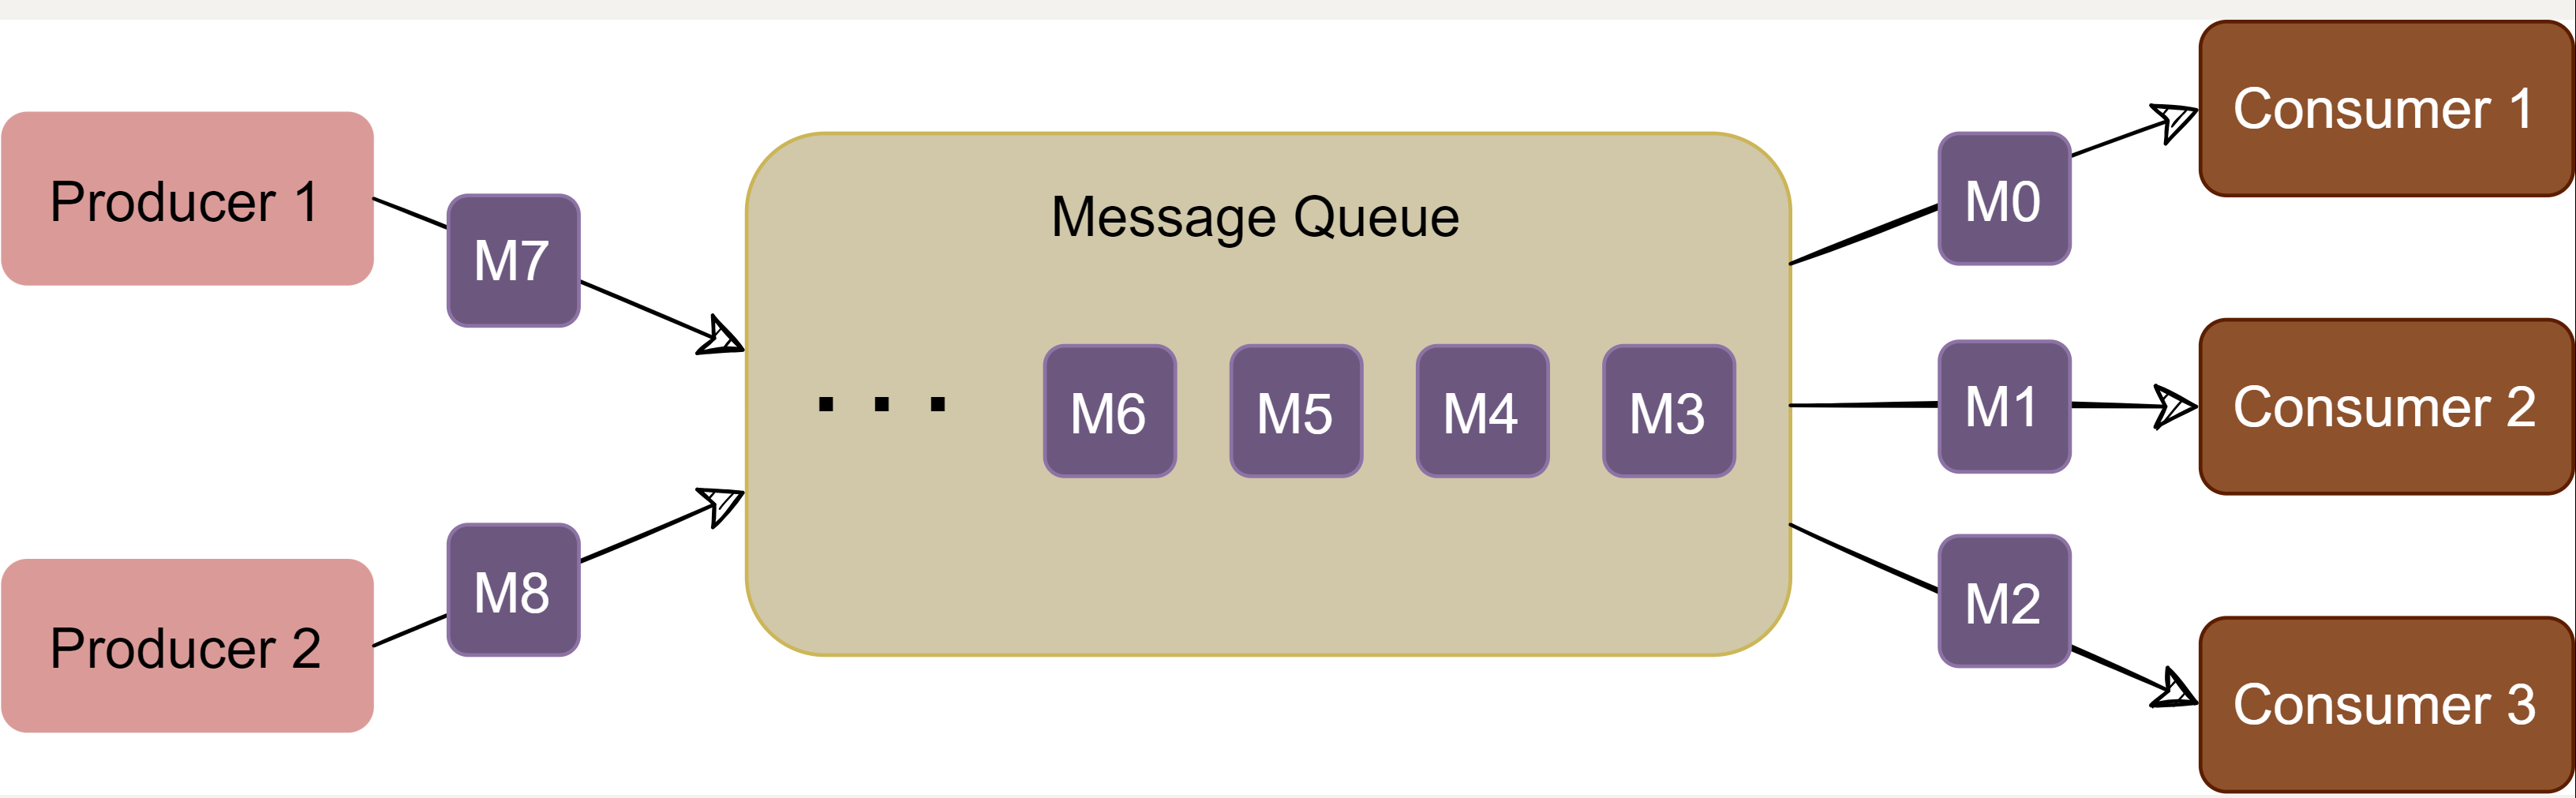 Producer 1
M7
Producer 2
M8
Message Queue
. . .
M6
M5
M4
M3
M0
M1
M2
Consumer 1
Consumer 2
Consumer 3